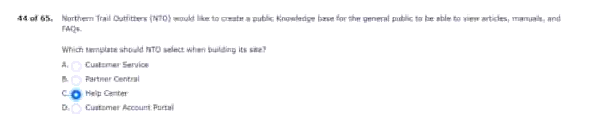 44 of 65. Northern Trail Outfitters (NTO) would like to create a public Knowledge base for the general public to be able to view articles, manuals, and
FAQs.
Which template should NTO select when building its site?
A. Customer Service
B. Partner Central
C. Help Center
D. Customer Account Portal